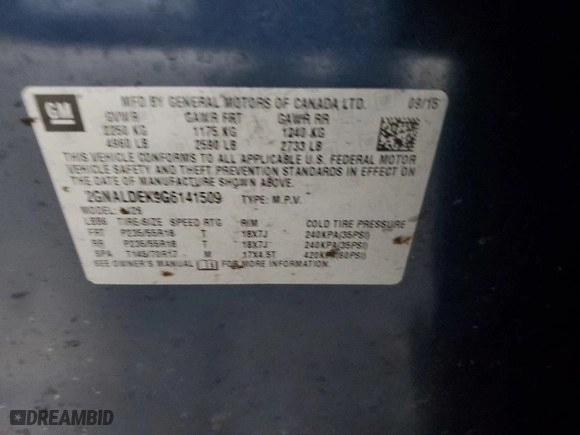 GM
MFD BY GENERAL MOTORS OF CANADA LTD. 09/15
GVWR GAWR FRT GAWR RR
2250 KG 1175 KG 1240 KG
4960 LB 2590 LB 2733 LB
THIS VEHICLE CONFORMS TO ALL APPLICABLE U.S. FEDERAL MOTOR
VEHICLE SAFETY AND THEFT PREVENTION STANDARDS IN EFFECT ON
THE DATE OF MANUFACTURE SHOWN ABOVE.
2GNALDEK9G6141509 TYPE: M.P.V.
MODEL:
TIRE SIZE SPEED RTG RIM COLD TIRE PRESSURE
FRT P235/55R18 T 18X7J 240KPA(35PSI)
RR P235/55R18 T 18X7J 240KPA(35PSI)
SPA T145/70R17 M 17X4.5T 420KPA(60PSI)
SEE OWNER'S MANUAL FOR MORE INFORMATION.
DREAMBID